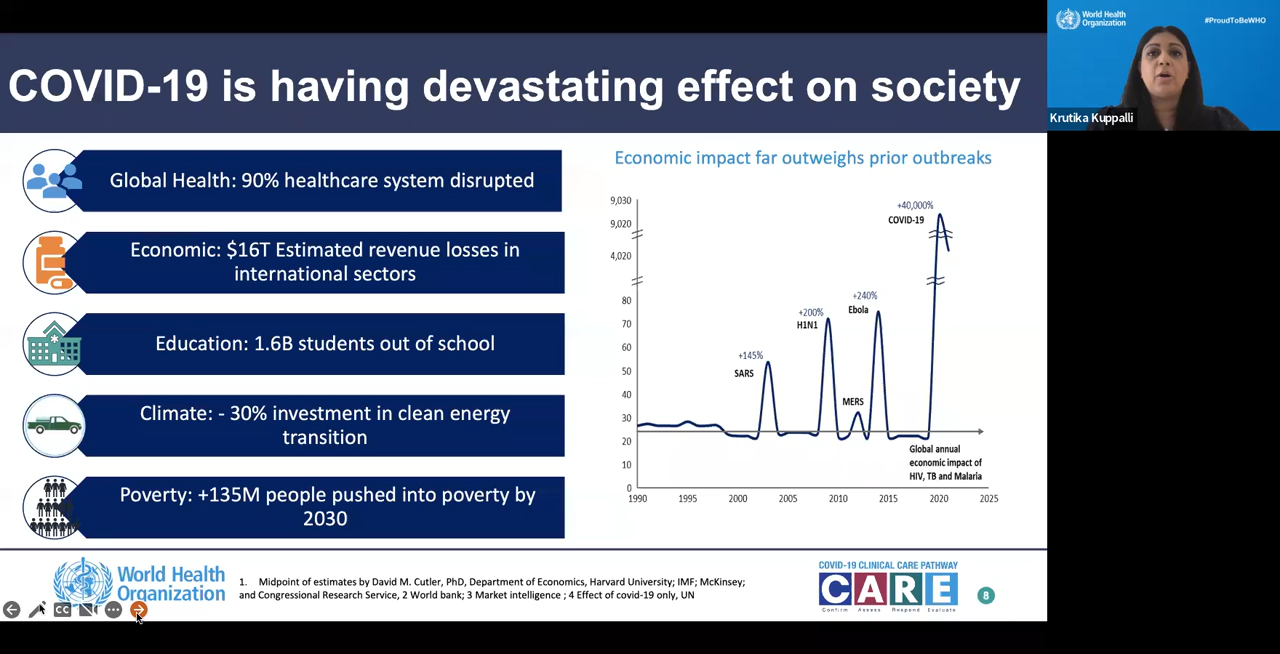 COVID-19 is having devastating effect on society
World Health
Organization
#ProudToBeWHO
Krutika Kuppalli
Global Health: 90% healthcare system disrupted
Economic: $16T Estimated revenue losses in
international sectors
Education: 1.6B students out of school
Climate: - 30% investment in clean energy
transition
Poverty: +135M people pushed into poverty by
2030
Economic impact far outweighs prior outbreaks
9,030
9,020
4,020
80
70
60
50
40
30
20
10
0
+145%
SARS
+200%
H1N1
MERS
+240%
Ebola
+40,000%
COVID-19
Global annual
economic impact of
HIV, TB and Malaria
1990 1995 2000 2005 2010 2015 2020 2025
World Health
Organization
1. Midpoint of estimates by David M. Cutler, PhD, Department of Economics, Harvard University; IMF; McKinsey;
and Congressional Research Service, 2 World bank; 3 Market intelligence ; 4 Effect of covid-19 only, UN
COVID-19 CLINICAL CARE PATHWAY
CARE
Confirm Assess Respond Evaluate
8
CC